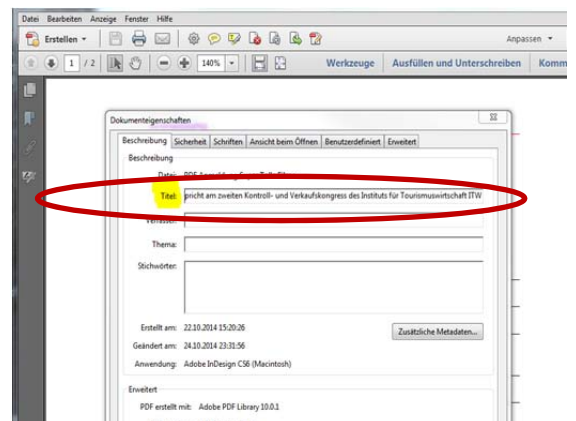 Datei Bearbeiten Anzeige Fenster Hilfe
Erstellen Anpassen
1 / 2 140% Werkzeuge Ausfüllen und Unterschreiben Komm
Dokumenteigenschaften
Beschreibung Sicherheit Schriften Ansicht beim Öffnen Benutzerdefiniert Erweitert
Beschreibung
Datei: PDF
Titel: pricht am zweiten Kontroll- und Verkaufskongress des Instituts für Tourismuswirtschaft ITW
Verfasser:
Thema:
Stichwörter:
Erstellt am: 22.10.2014 15:20:26
Zusätzliche Metadaten...
Geändert am: 24.10.2014 23:31:56
Anwendung: Adobe InDesign CS6 (Macintosh)
Erweitert
PDF erstellt mit: Adobe PDF Library 10.0.1